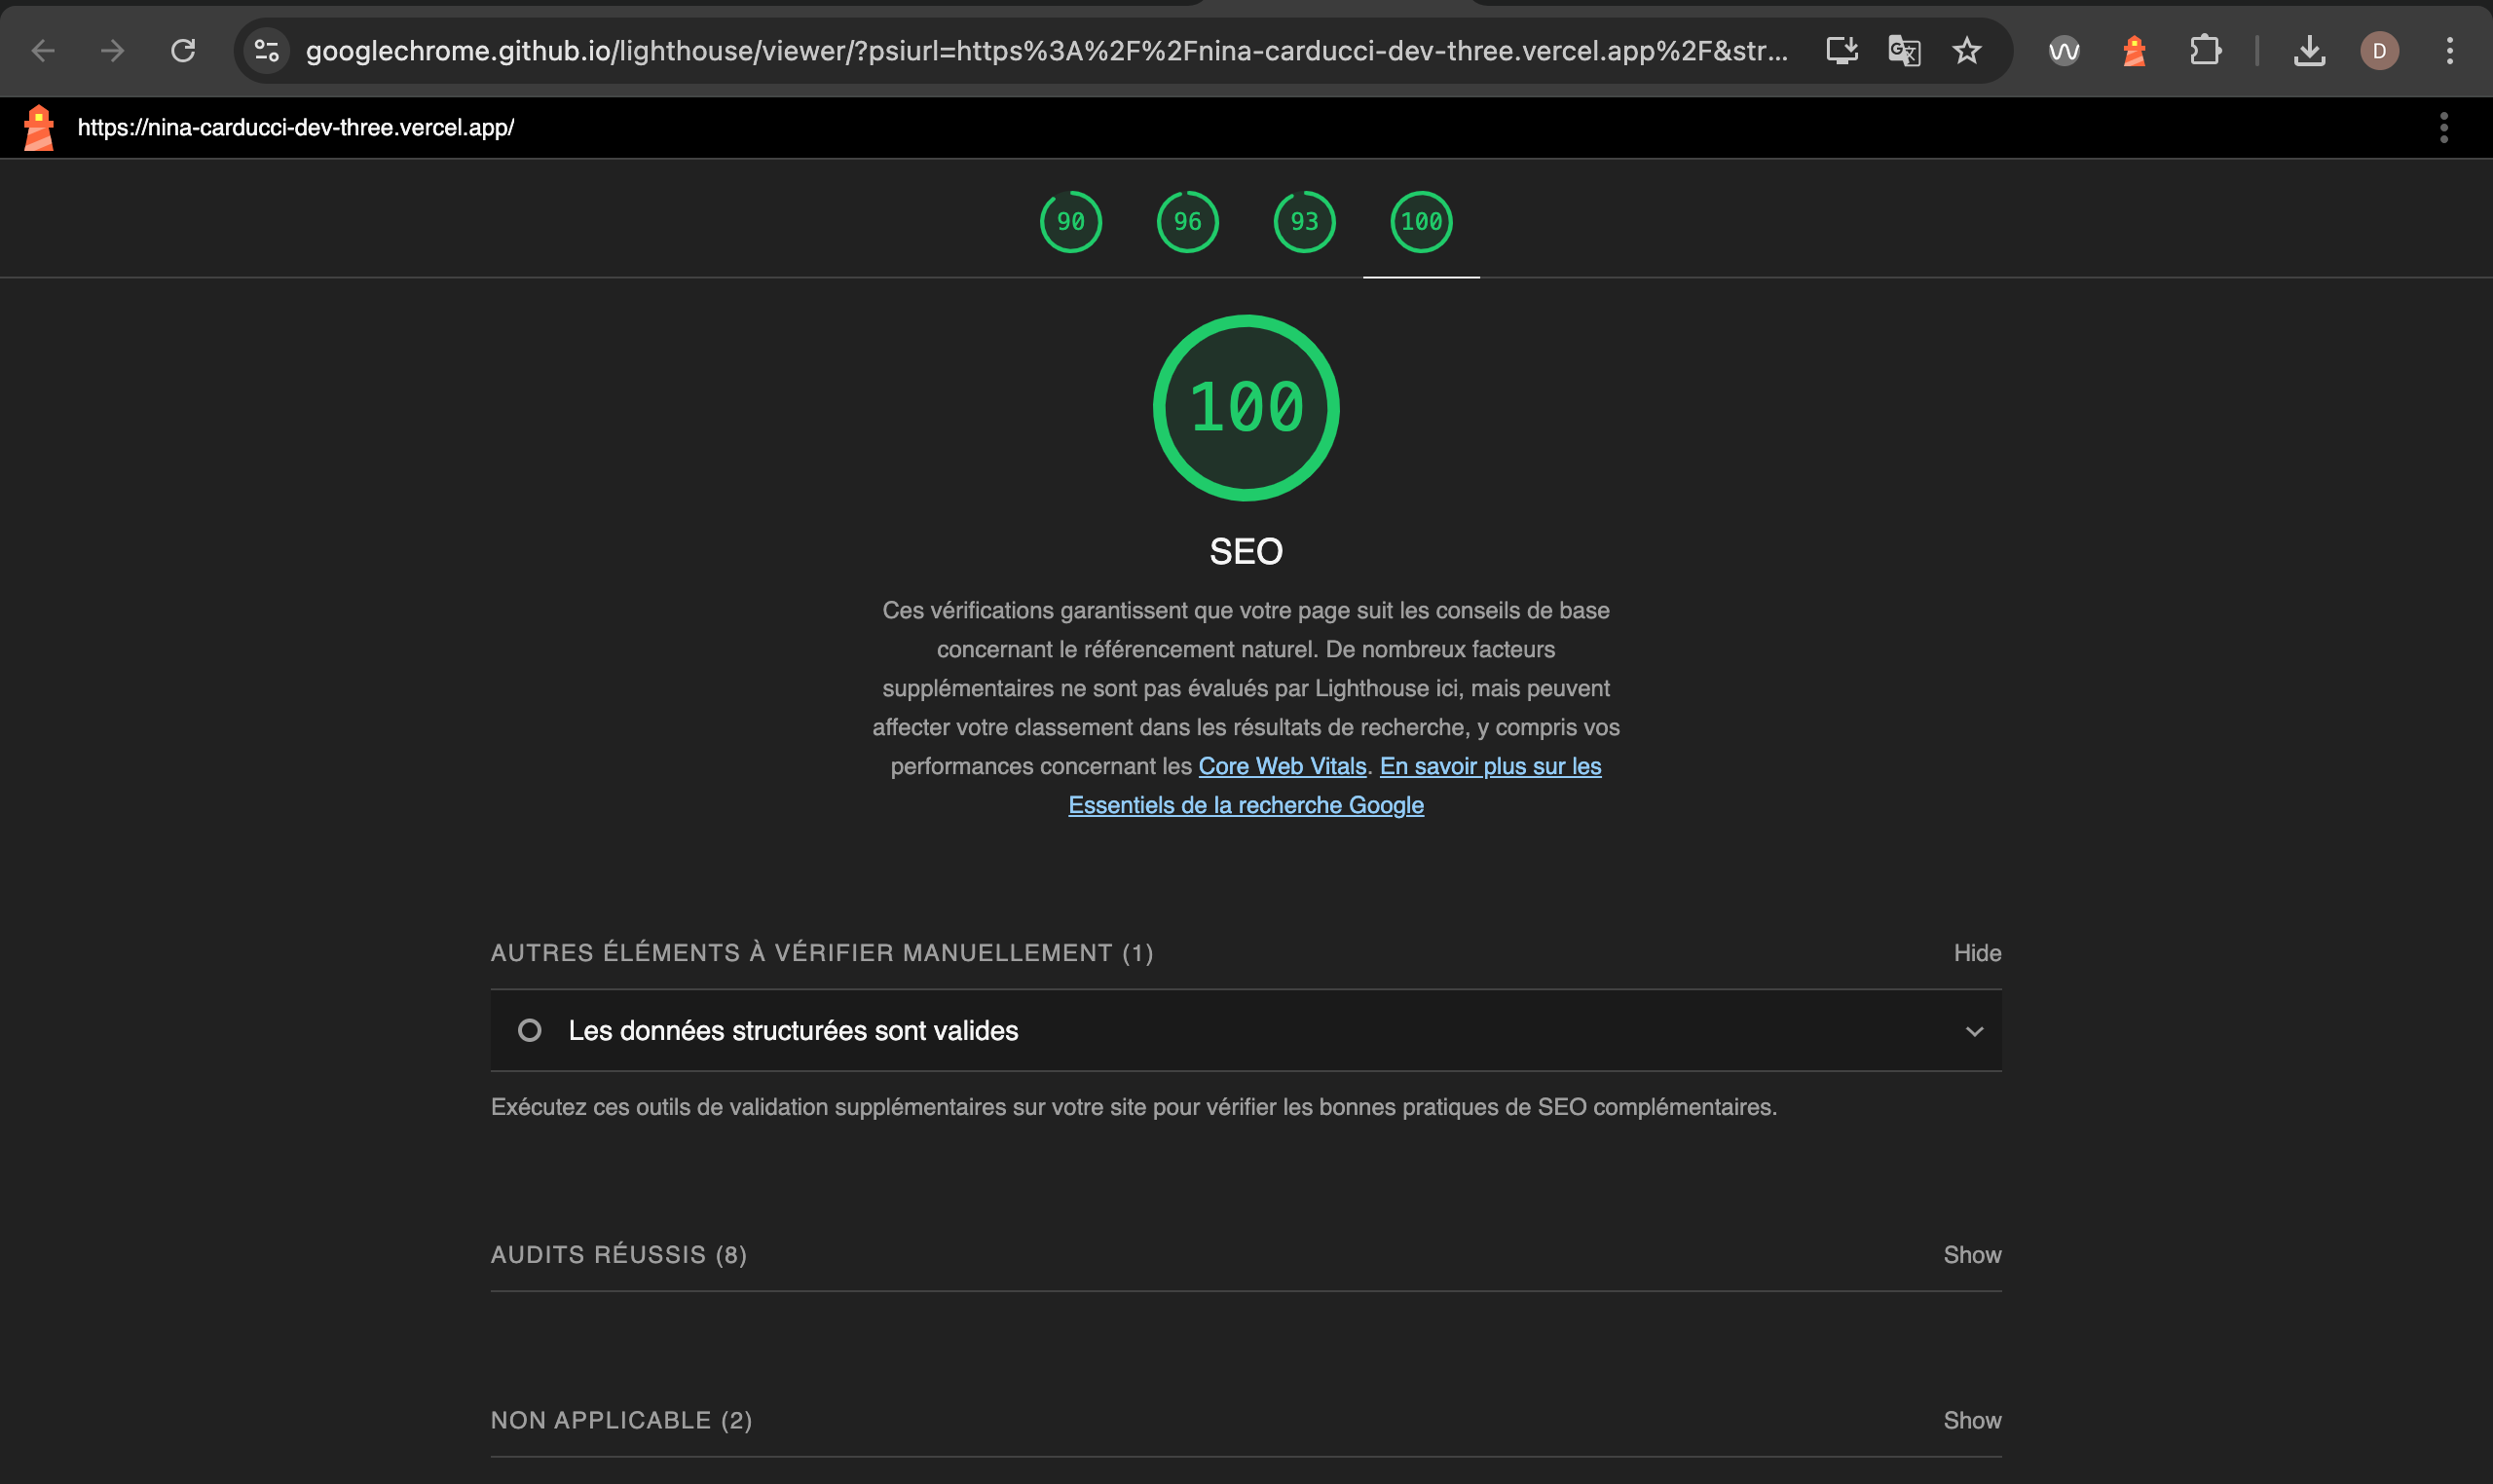 googlechrome.github.io/lighthouse/viewer/?psiurl=https%3A%2F%2Fnina-carducci-dev-three.vercel.app%2F&str...
D
https://nina-carducci-dev-three.vercel.app/
90 96 93 100
100
SEO
Ces vérifications garantissent que votre page suit les conseils de base
concernant le référencement naturel. De nombreux facteurs
supplémentaires ne sont pas évalués par Lighthouse ici, mais peuvent
affecter votre classement dans les résultats de recherche, y compris vos
performances concernant les Core Web Vitals. En savoir plus sur les
Essentiels de la recherche Google
AUTRES ÉLÉMENTS À VÉRIFIER MANUELLEMENT (1) Hide
Les données structurées sont valides
Exécutez ces outils de validation supplémentaires sur votre site pour vérifier les bonnes pratiques de SEO complémentaires.
AUDITS RÉUSSIS (8) Show
NON APPLICABLE (2) Show